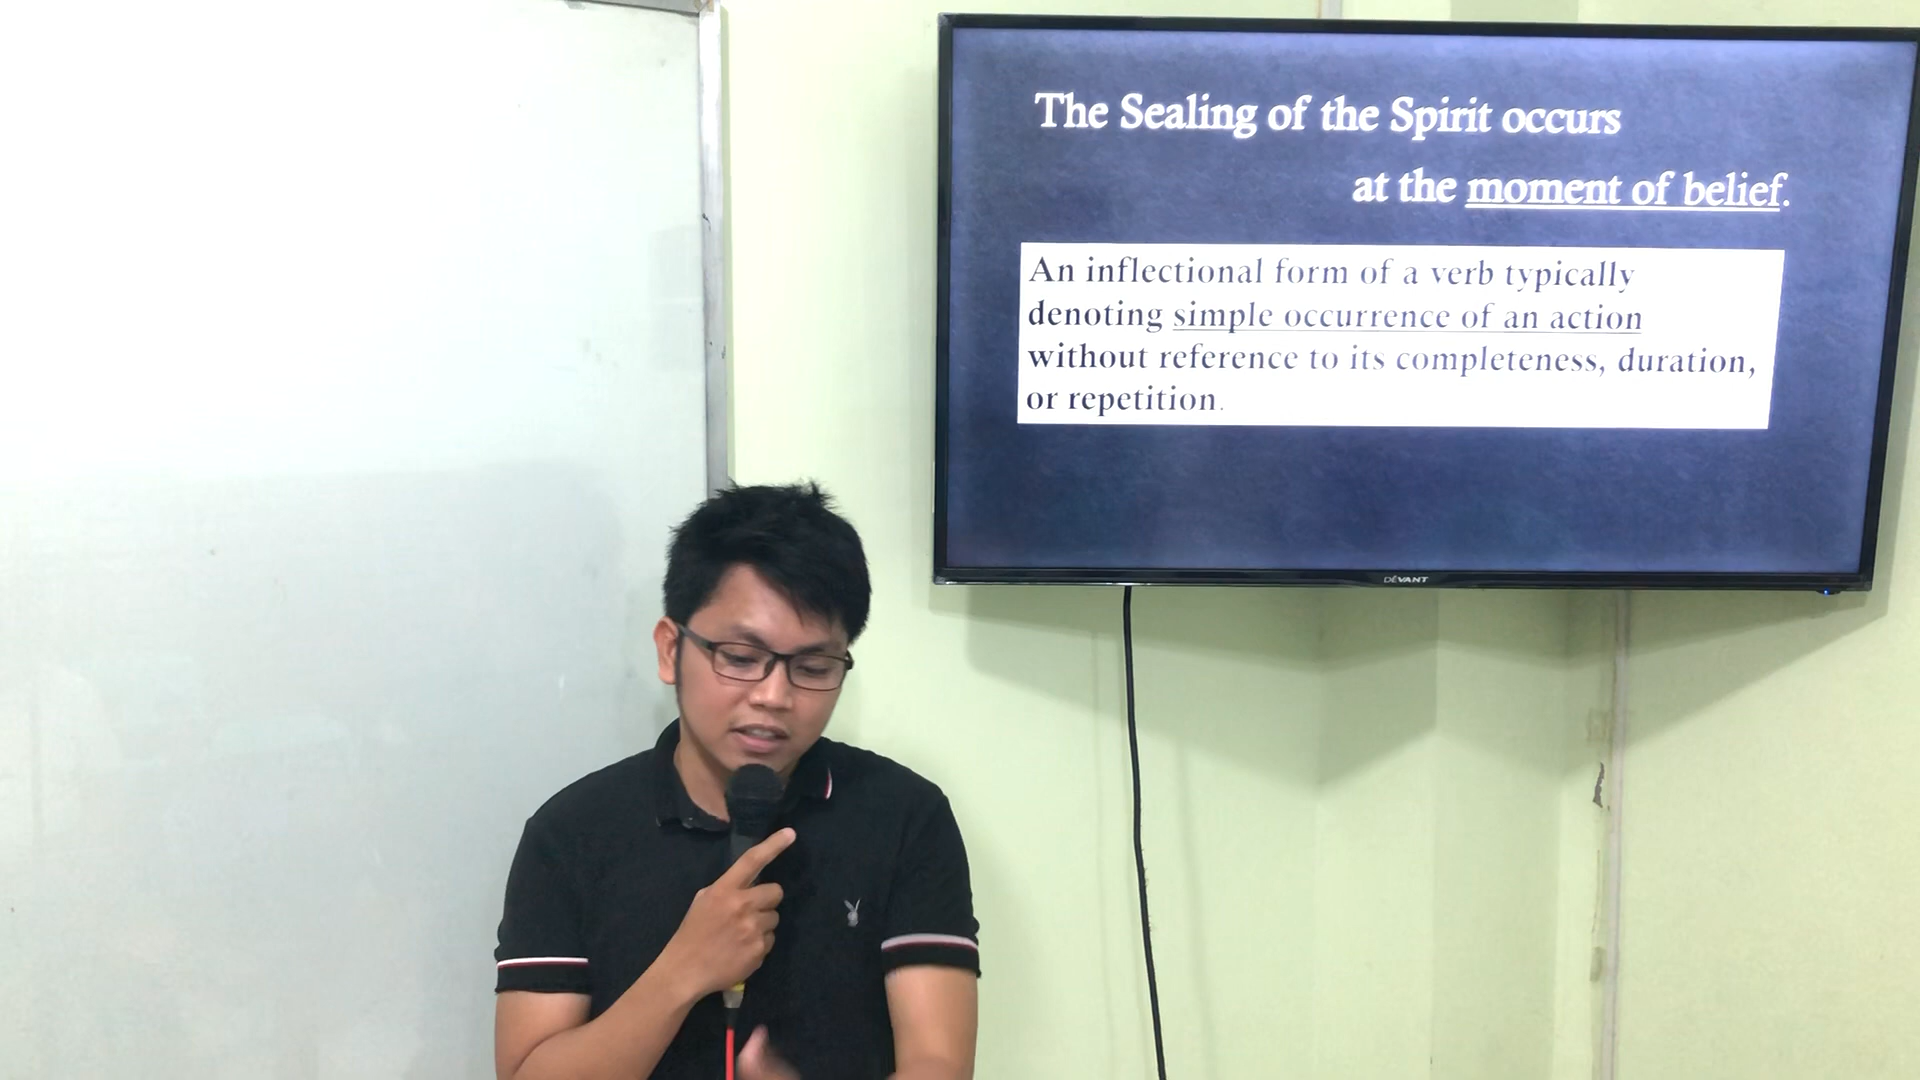 The Sealing of the Spirit occurs
at the moment of belief.
An inflectional form of a verb typically
denoting simple occurrence of an action
without reference to its completeness, duration,
or repetition.
DEVANT